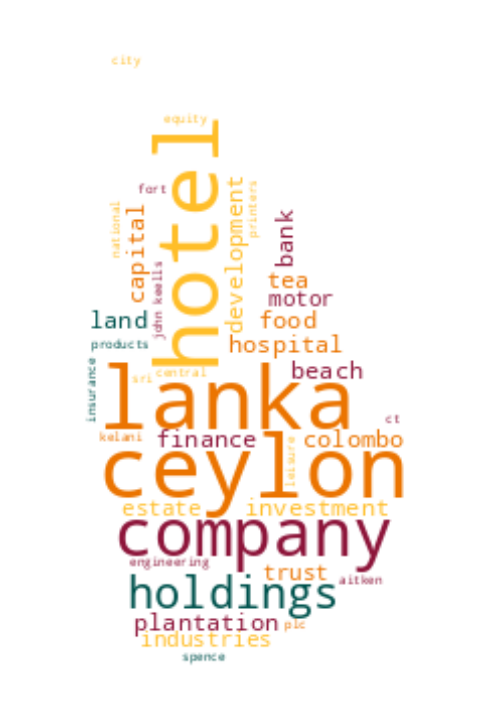 city
equity
hotel
fort
national
capital
john keells
development
printers
bank
tea
motor
land
food
products
hospital
insurance
sri
central
beach
lanka
ct
kelani
finance
leisure
colombo
ceylon
estate
investment
company
engineering
trust
aitken
holdings
plantation
plc
industries
spence